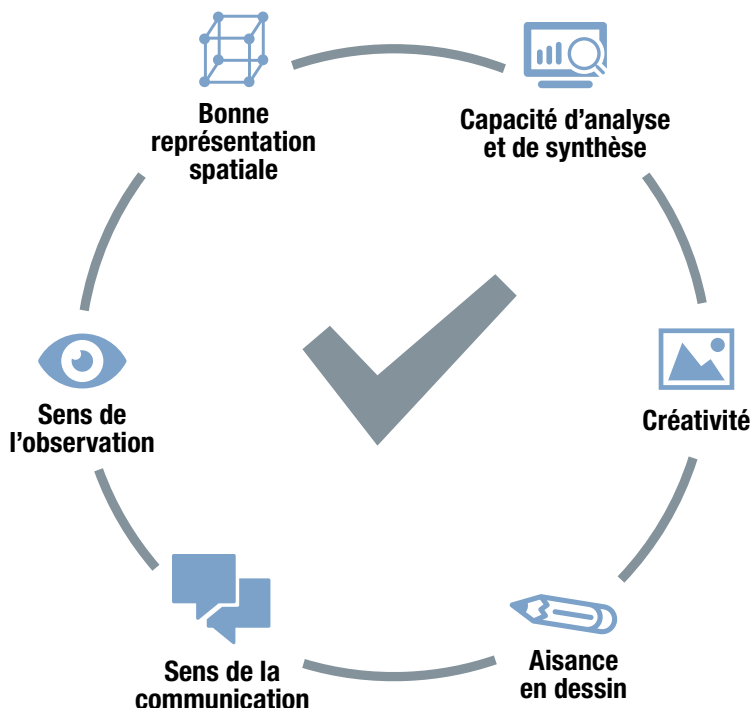 Bonne
représentation
spatiale
Capacité d’analyse
et de synthèse
Sens de
l’observation
Créativité
Sens de la
communication
Aisance
en dessin